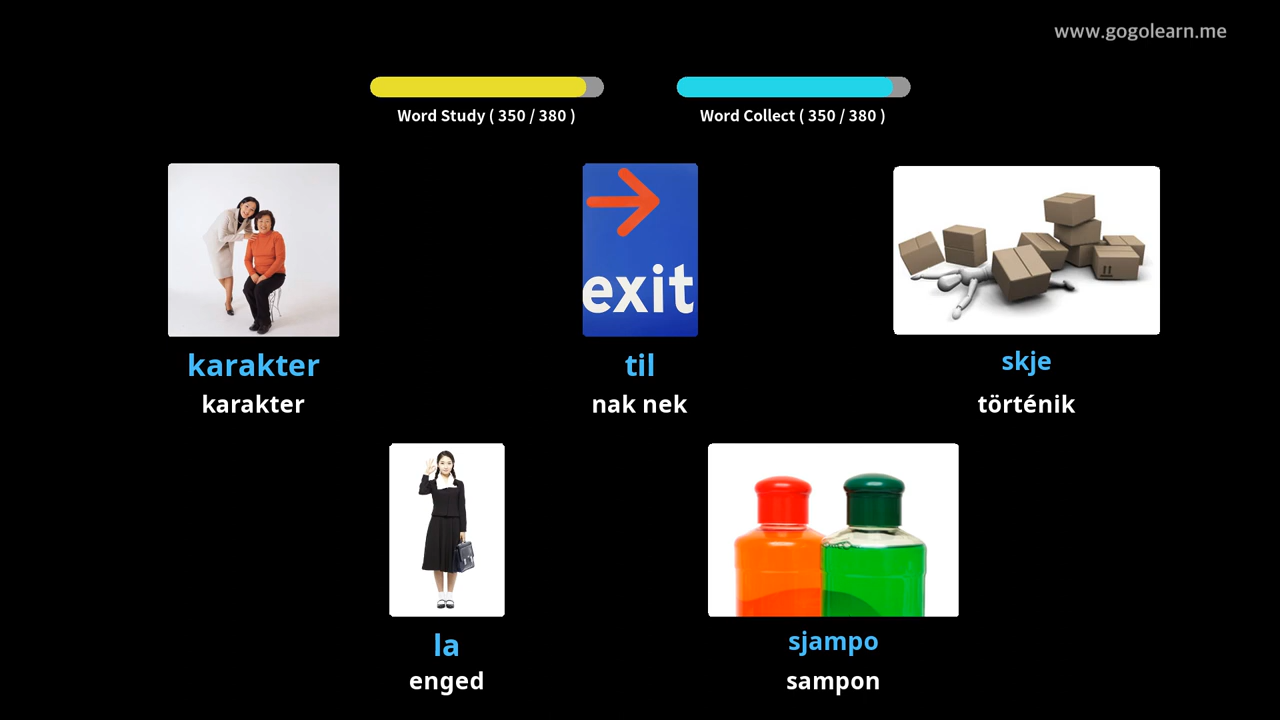 www.gogolearn.me
Word Study ( 350 / 380 )
Word Collect ( 350 / 380 )
exit
karakter
til
skje
karakter
nak nek
történik
la
sjampo
enged
sampon